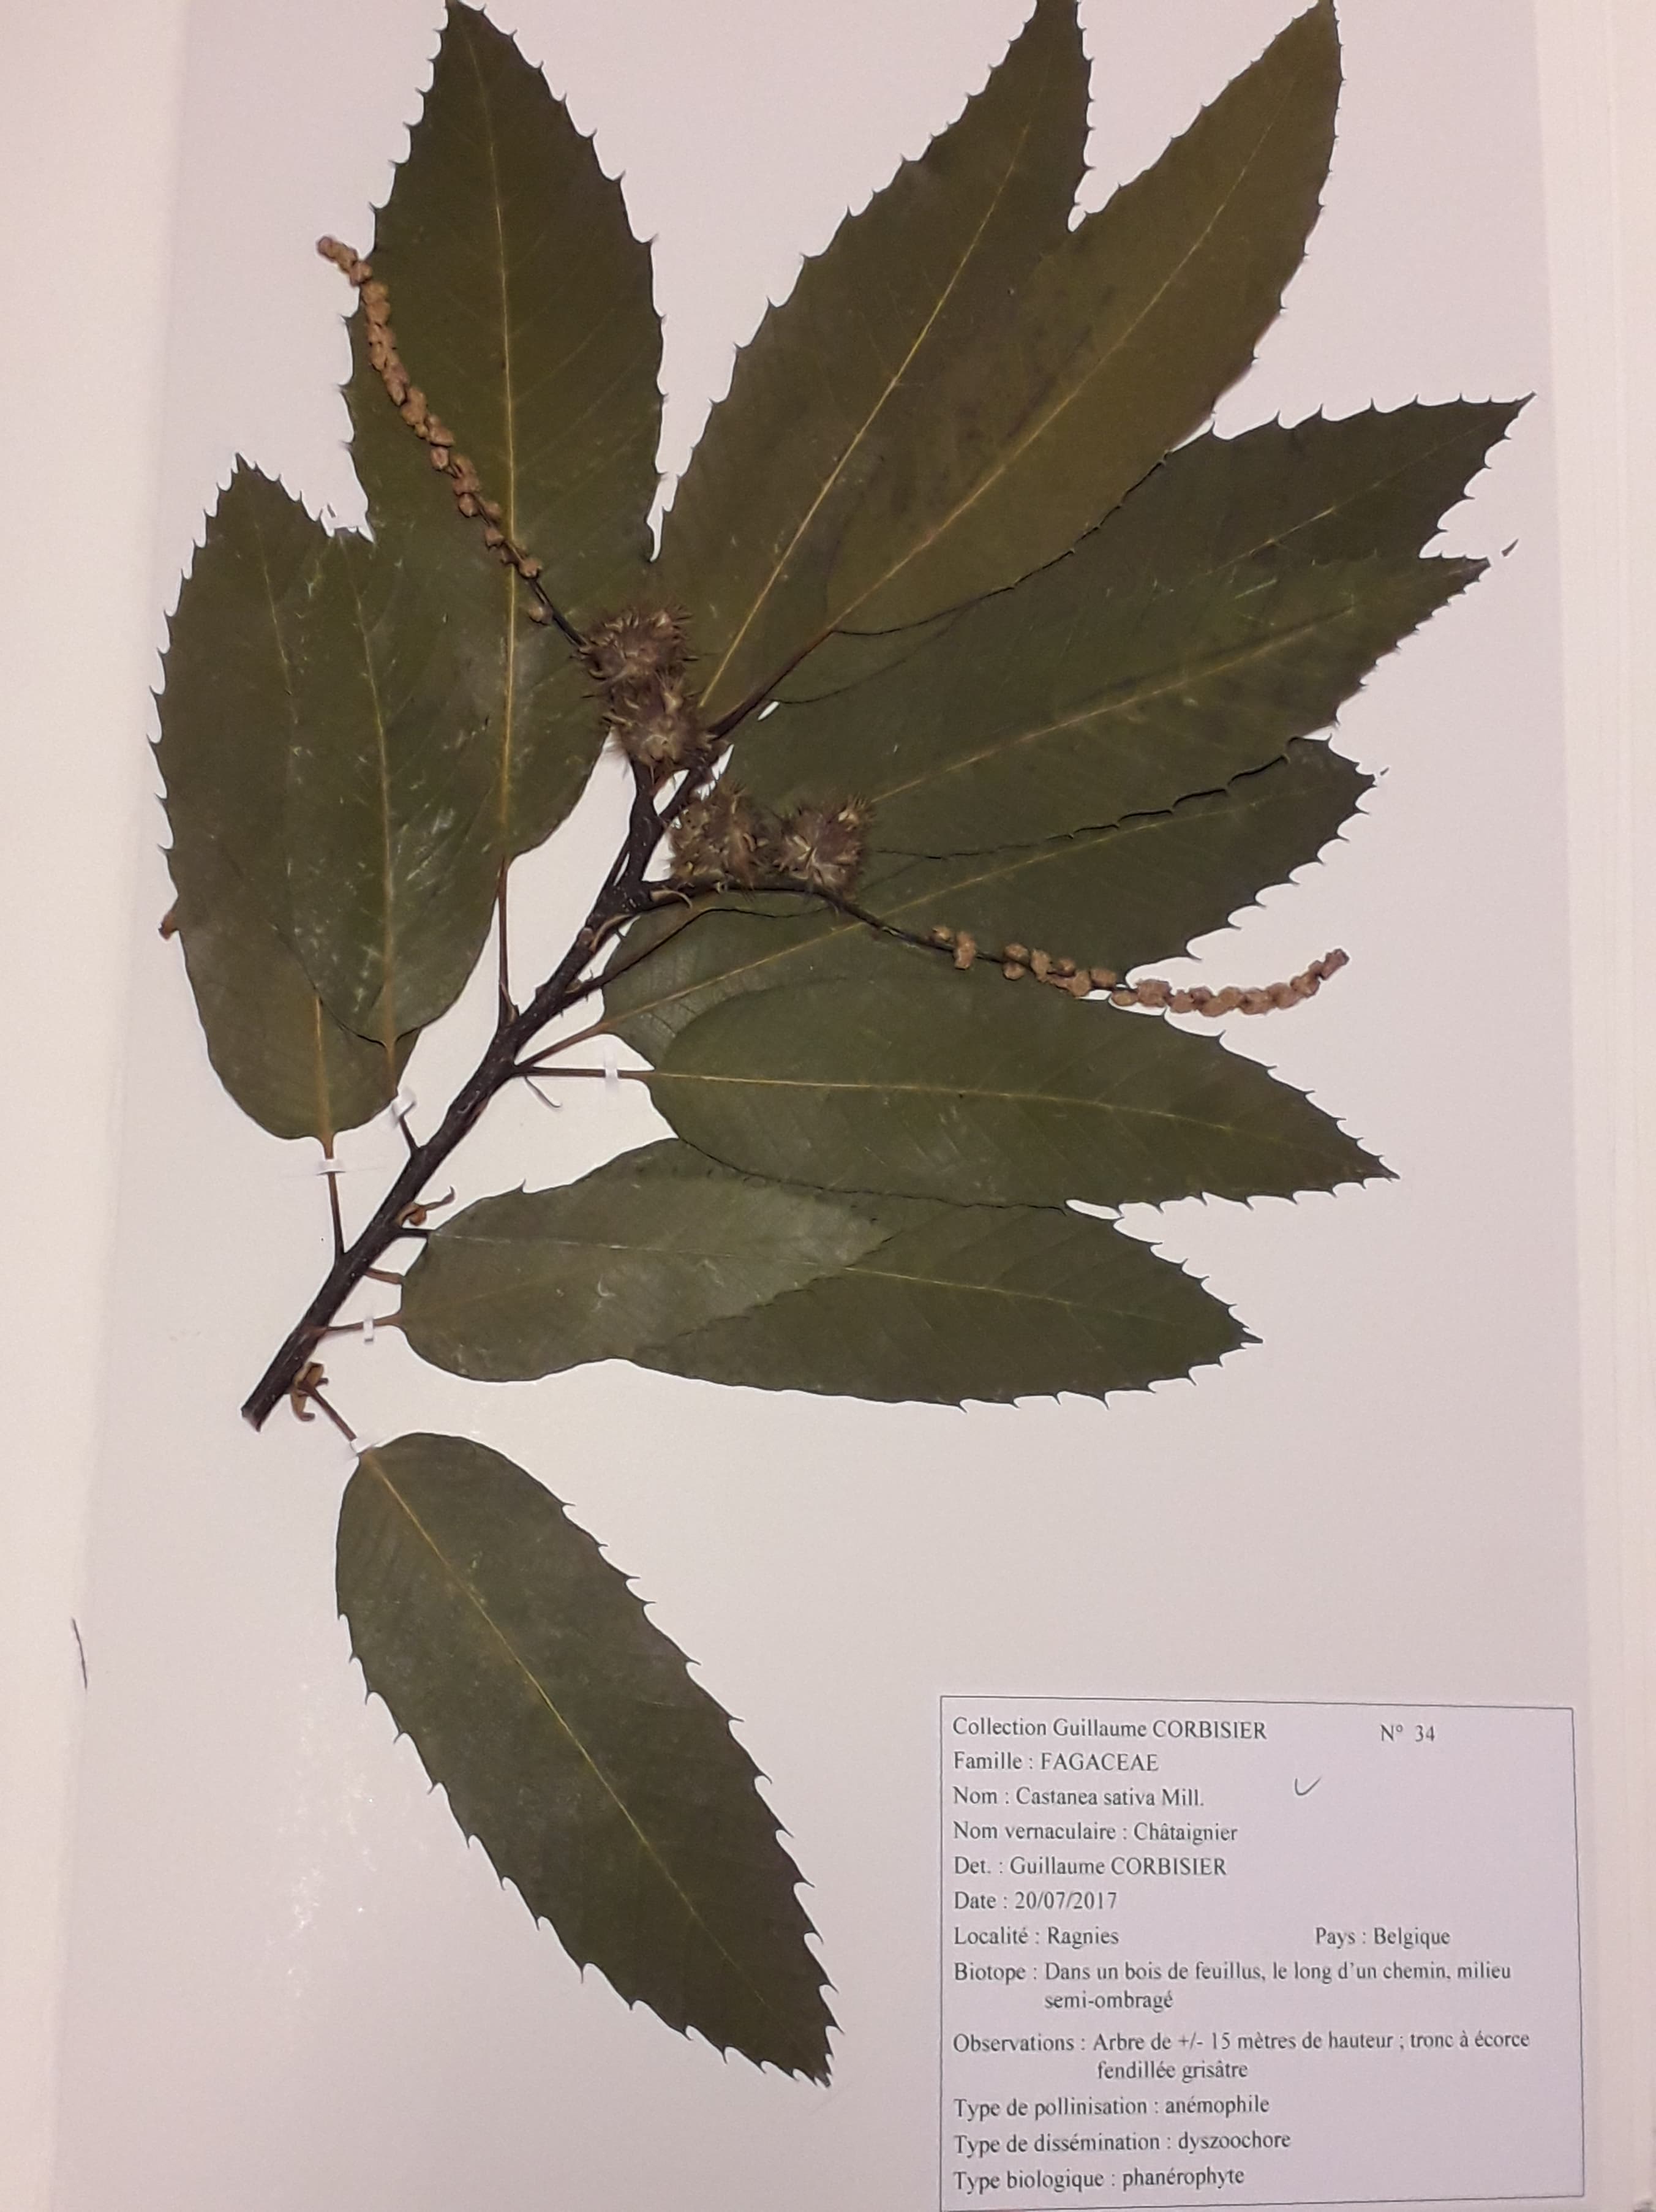 Collection Guillaume CORBISIER N° 34
Famille : FAGACEAE
Nom : Castanea sativa Mill.
Nom vernaculaire : Châtaignier
Det. : Guillaume CORBISIER
Date : 20/07/2017
Localité : Ragnies Pays : Belgique
Biotope : Dans un bois de feuillus, le long d'un chemin, milieu
semi-ombragé
Observations : Arbre de +/- 15 mètres de hauteur ; tronc à écorce
fendillée grisâtre
Type de pollinisation : anémophile
Type de dissémination : dyszoochore
Type biologique : phanérophyte